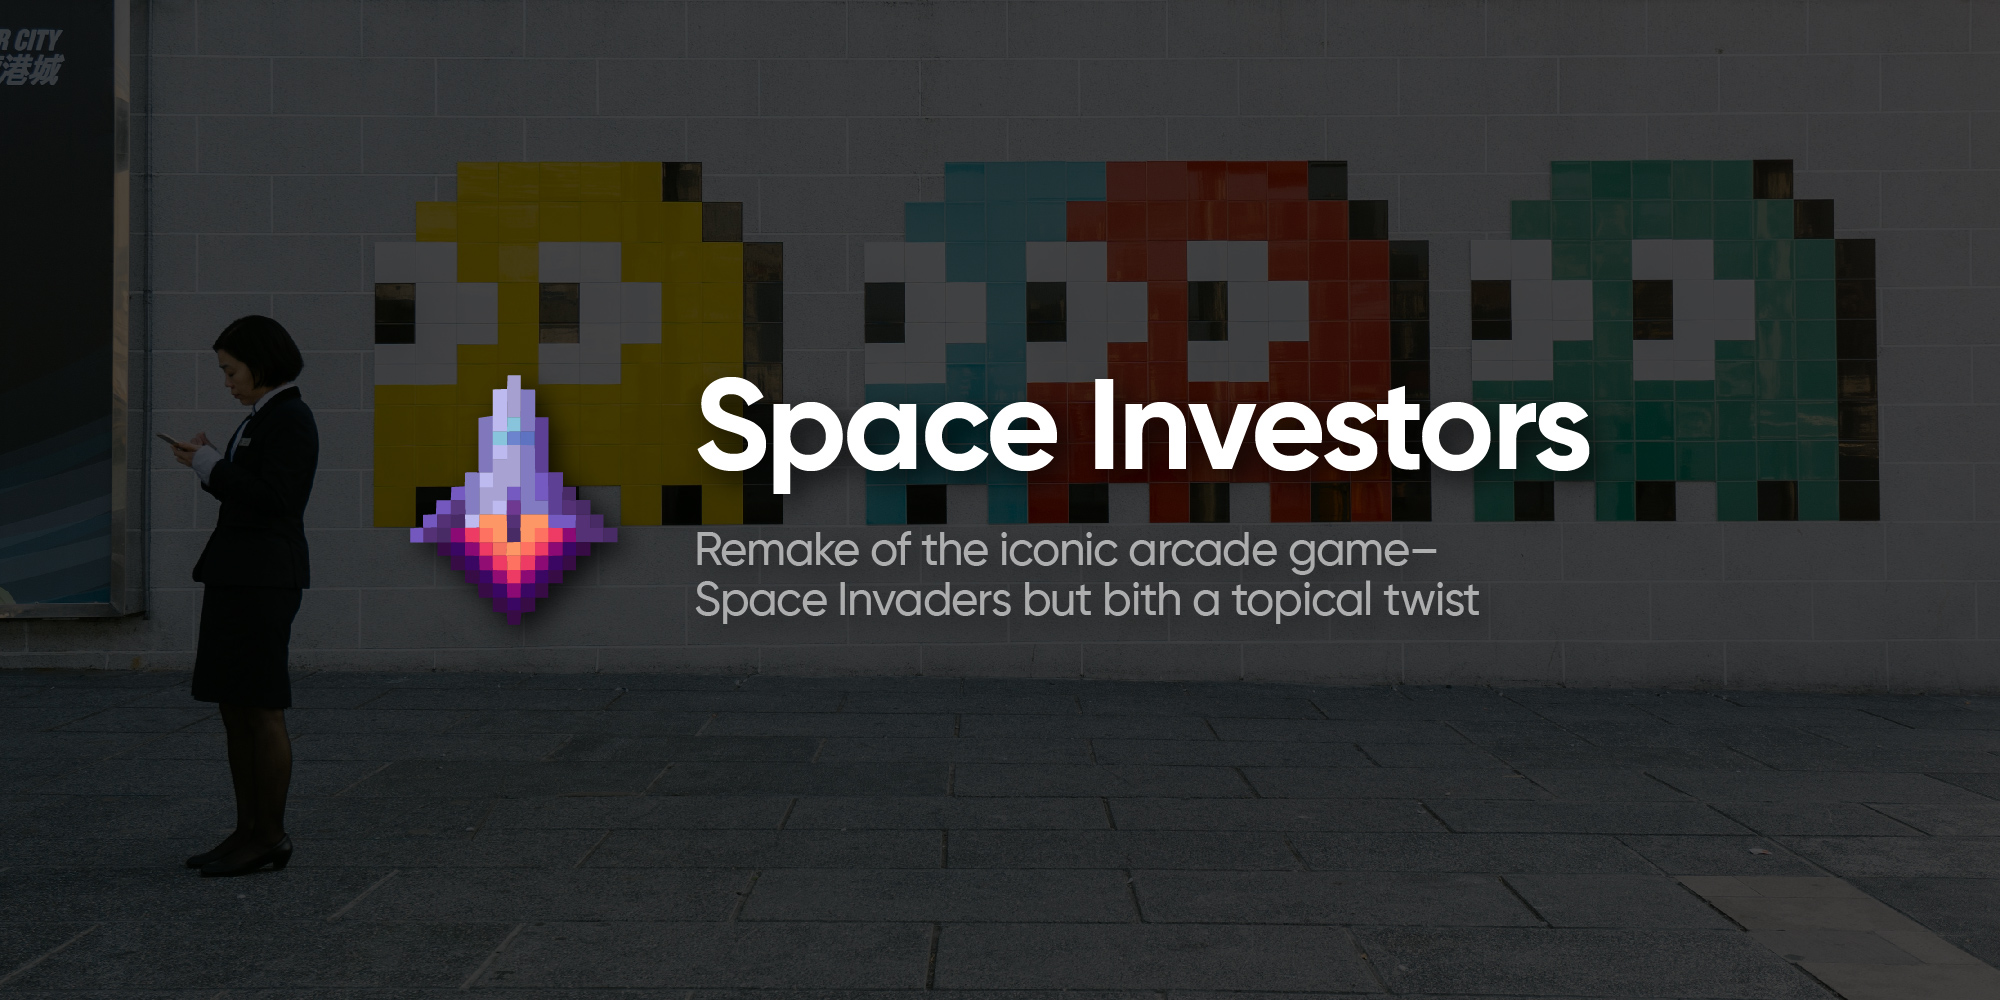 R CITY
港城
Space Investors
Remake of the iconic arcade game–
Space Invaders but bith a topical twist